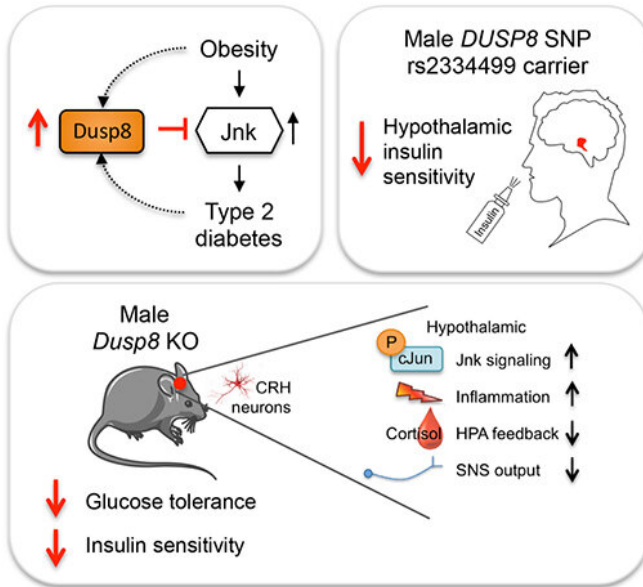 Obesity
Dusp8
Jnk
Type 2
diabetes
Male DUSP8 SNP
rs2334499 carrier
Hypothalamic
insulin
sensitivity
Insulin
Male
Dusp8 KO
CRH
neurons
Glucose tolerance
Insulin sensitivity
Hypothalamic
P
cJun Jnk signaling
Inflammation
Cortisol HPA feedback
SNS output